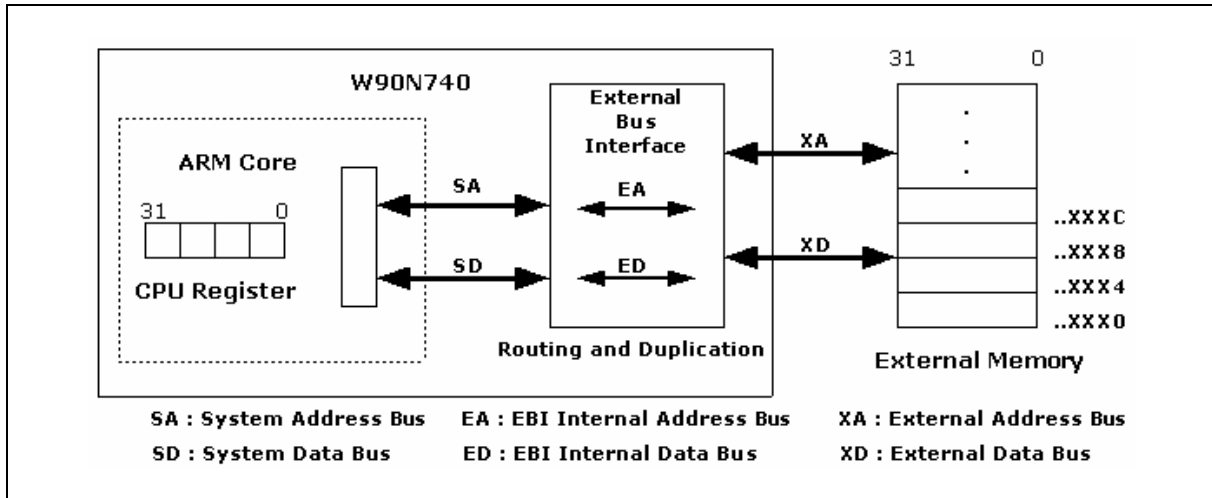 W90N740
ARM Core
31 0
CPU Register
SA
SD
External
Bus
Interface
EA
ED
Routing and Duplication
XA
XD
31 0
.
.
.
..XXXC
..XXX8
..XXX4
..XXX0
External Memory
SA : System Address Bus EA : EBI Internal Address Bus XA : External Address Bus
SD : System Data Bus ED : EBI Internal Data Bus XD : External Data Bus